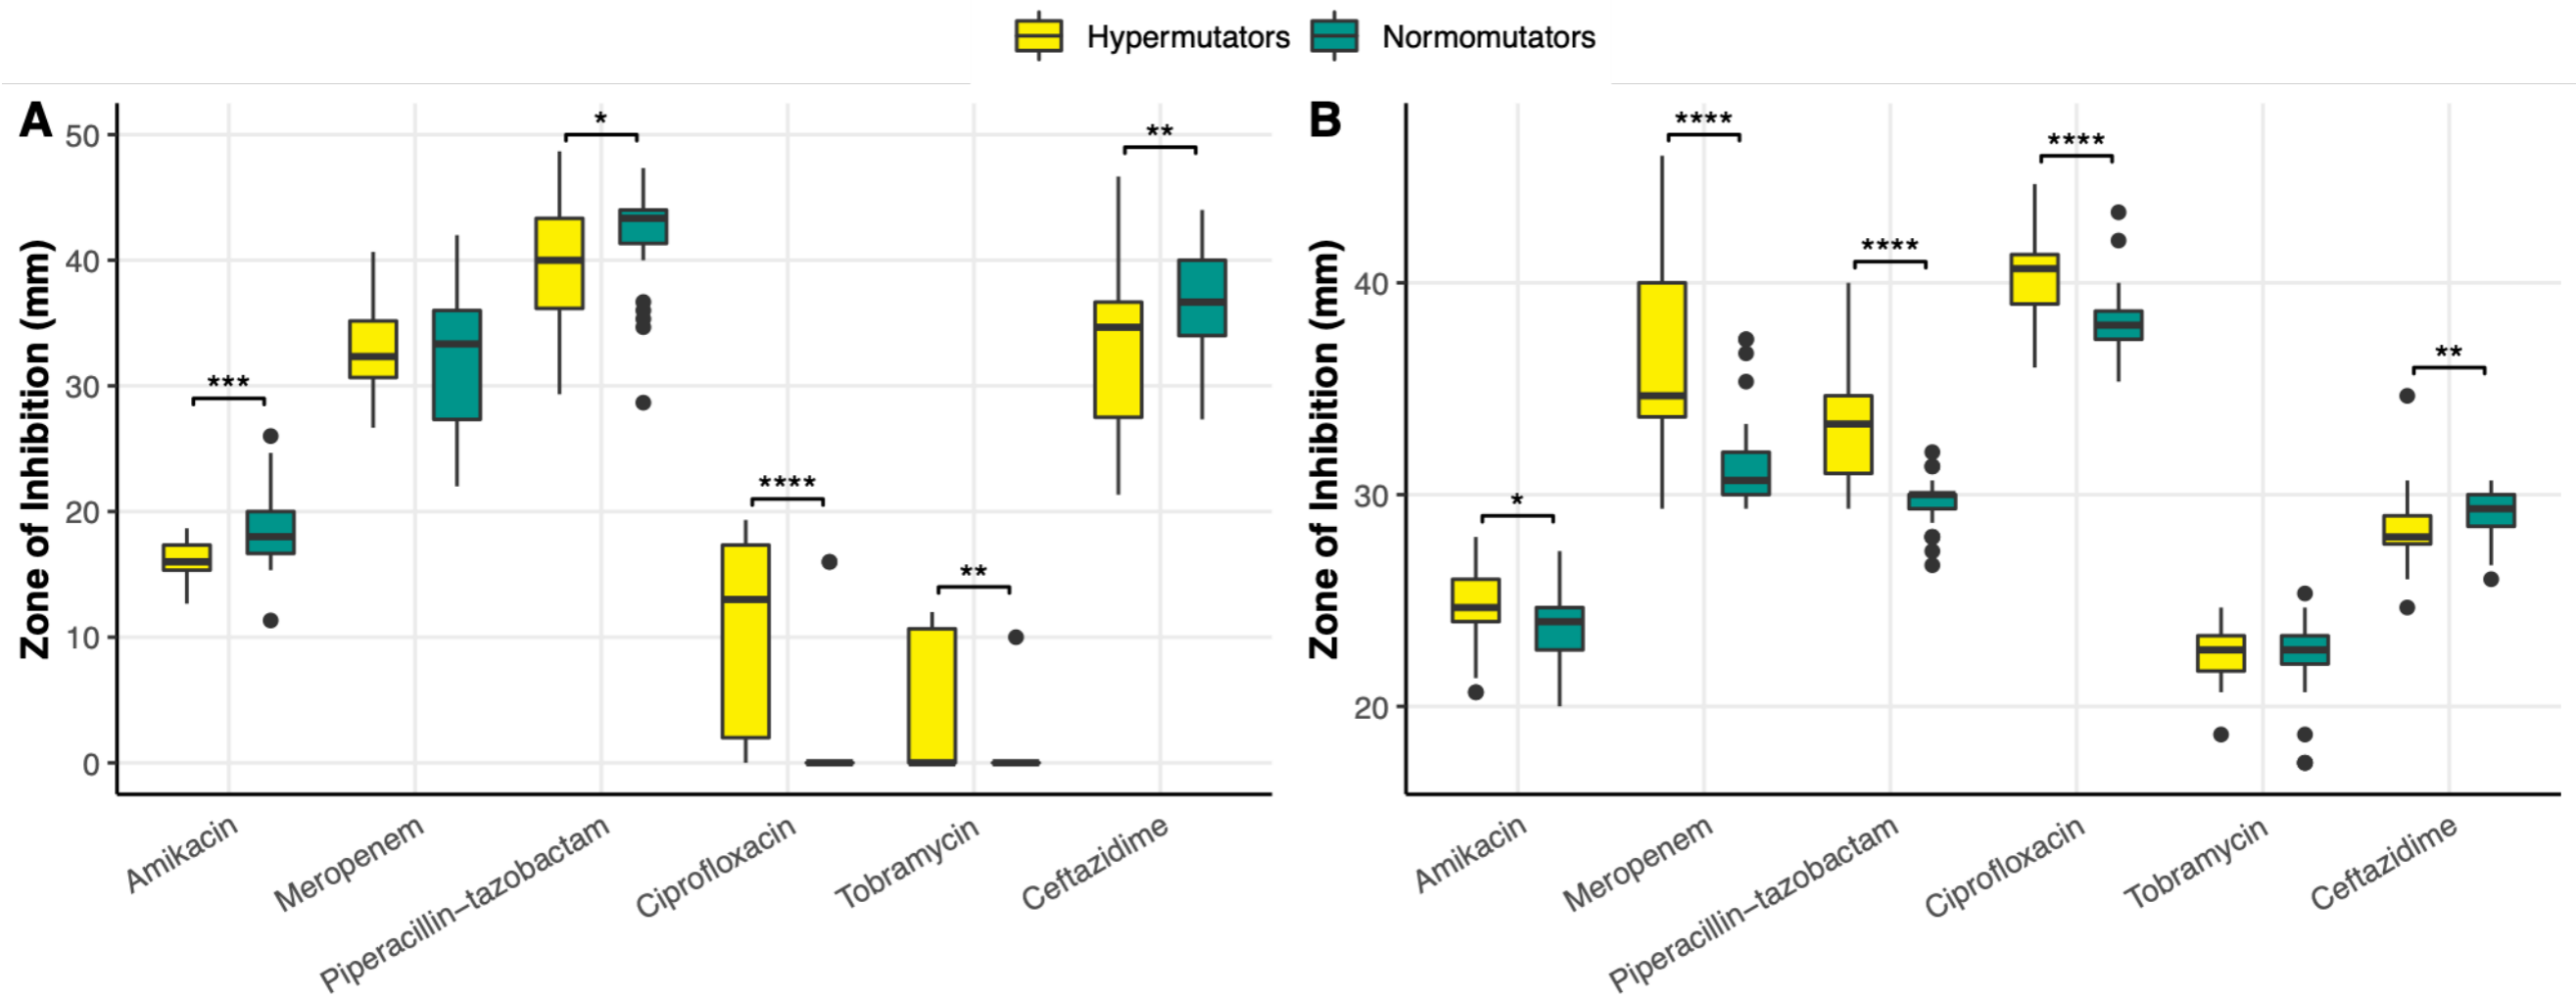 Hypermutators Normomutators
A
B
Zone of Inhibition (mm)
50
40
30
20
10
0
***
*
****
**
**
Amikacin
Meropenem
Piperacillin–tazobactam
Ciprofloxacin
Tobramycin
Ceftazidime
Zone of Inhibition (mm)
40
30
20
*
****
****
****
**
Amikacin
Meropenem
Piperacillin–tazobactam
Ciprofloxacin
Tobramycin
Ceftazidime